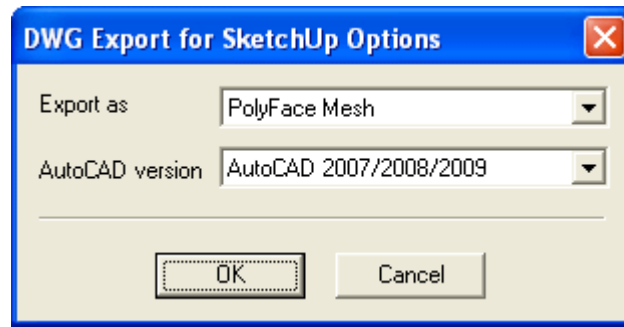 DWG Export for SketchUp Options
Export as PolyFace Mesh
AutoCAD version AutoCAD 2007/2008/2009
OK Cancel